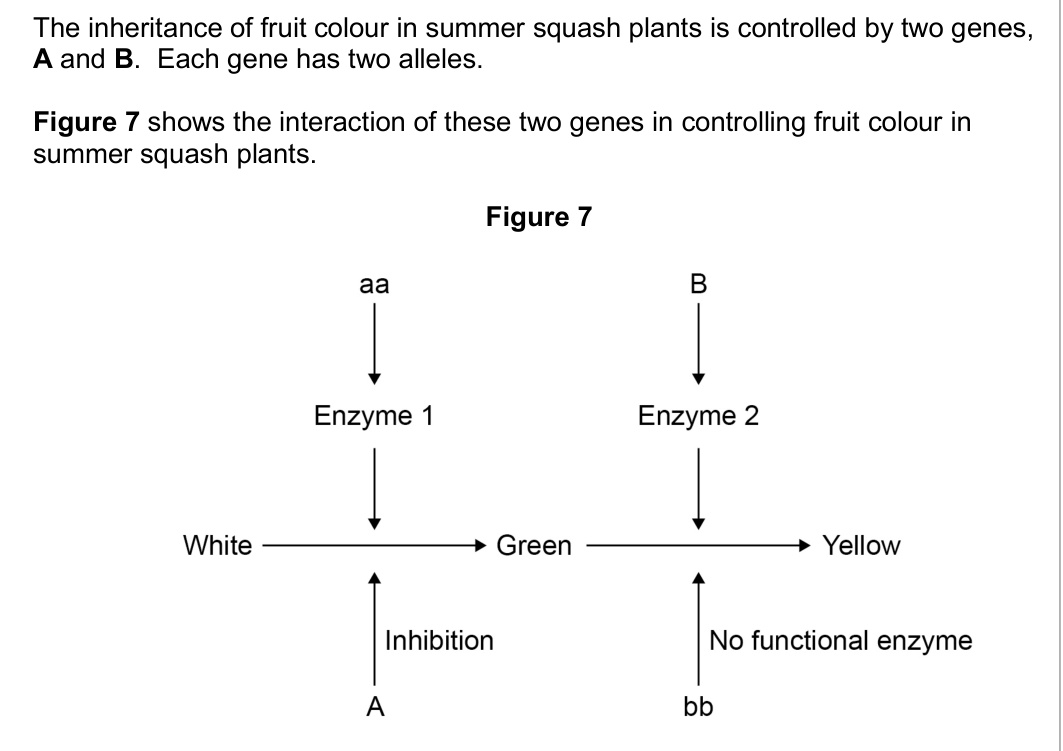 The inheritance of fruit colour in summer squash plants is controlled by two genes,
A and B. Each gene has two alleles.
Figure 7 shows the interaction of these two genes in controlling fruit colour in
summer squash plants.
Figure 7
aa B
Enzyme 1 Enzyme 2
White Green Yellow
Inhibition No functional enzyme
A bb